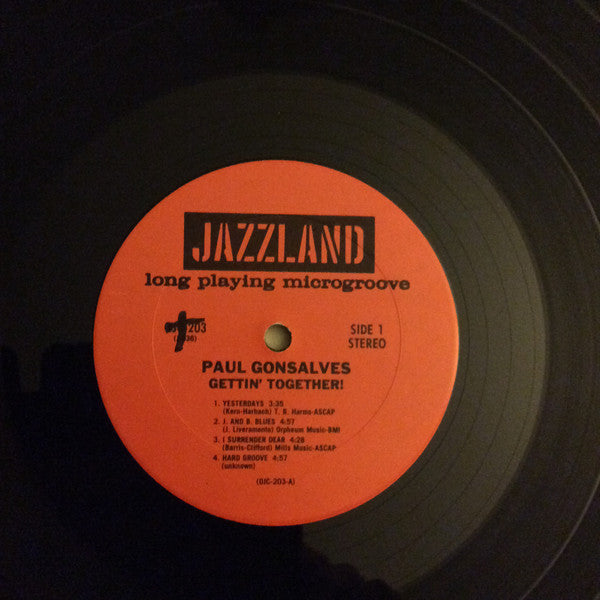 JAZZLAND
long playing microgroove
203
SIDE 1
STEREO
PAUL GONSALVES
GETTIN' TOGETHER!
1. YESTERDAYS 3:35
(Kern-Harbach) T. B. Harms-ASCAP
2. J. AND B. BLUES 4:57
(J. Liveramento) Orpheum Music-BMI
3. I SURRENDER DEAR 4:28
(Barris-Clifford) Mills Music-ASCAP
4. HARD GROOVE 4:57
(unknown)
(OJC-203-A)